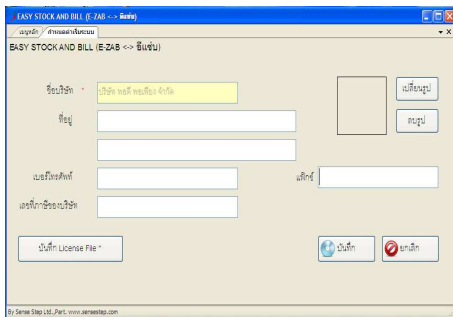 EASY STOCK AND BILL (E-ZAB <-> อีแซ่บ)
เมนูหลัก กำหนดค่าเริ่มระบบ
EASY STOCK AND BILL (E-ZAB <-> อีแซ่บ)
ชื่อบริษัท * บริษัท พอดี พอเพียง จำกัด
เปลี่ยนรูป
ที่อยู่
ลบรูป
เบอร์โทรศัพท์ แฟ็กซ์
เลขที่ภาษีของบริษัท
บันทึก License File * บันทึก ยกเลิก
By Sense Step Ltd.,Part. www.sensestep.com